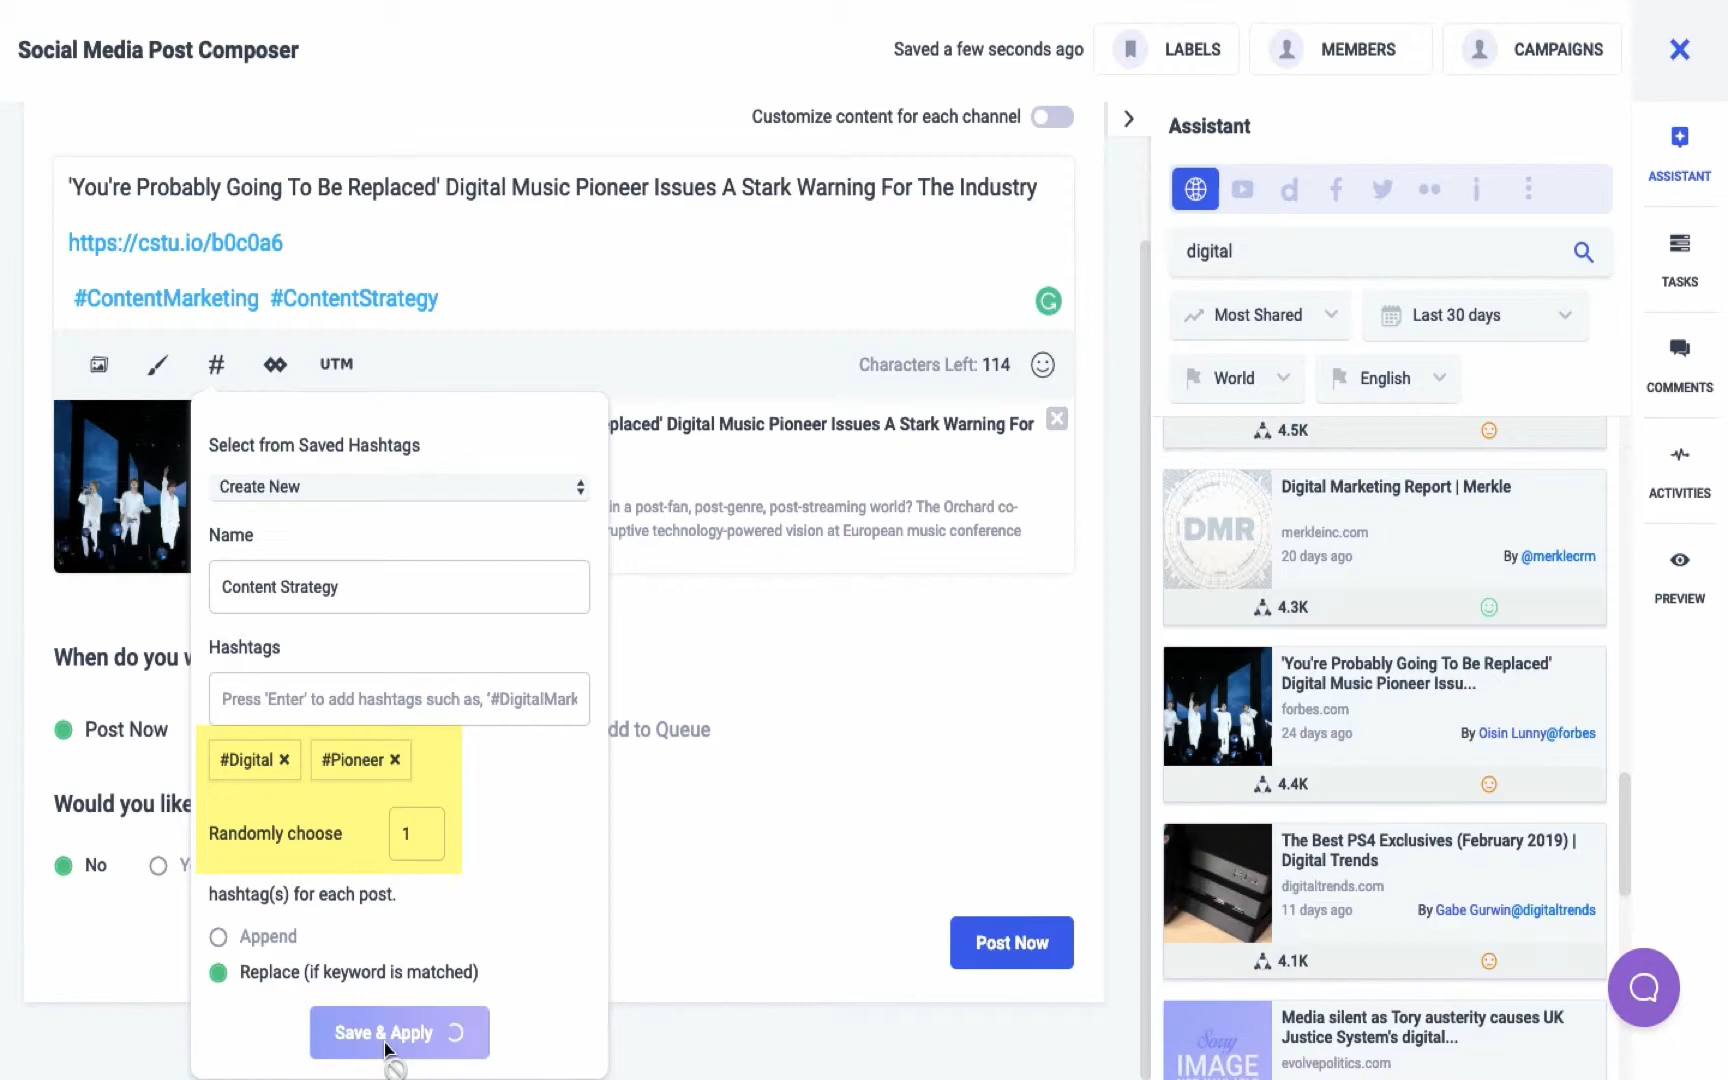 Social Media Post Composer
Saved a few seconds ago
LABELS
MEMBERS
CAMPAIGNS
Customize content for each channel
'You're Probably Going To Be Replaced' Digital Music Pioneer Issues A Stark Warning For The Industry
https://cstu.io/b0c0a6
#ContentMarketing #ContentStrategy
#
UTM
Characters Left: 114
placed' Digital Music Pioneer Issues A Stark Warning For
in a post-fan, post-genre, post-streaming world? The Orchard co-
ruptive technology-powered vision at European music conference
Select from Saved Hashtags
Create New
Name
Content Strategy
Hashtags
Press 'Enter' to add hashtags such as, '#DigitalMark
#Digital ×
#Pioneer ×
Randomly choose
1
hashtag(s) for each post.
Append
Replace (if keyword is matched)
Save & Apply
When do you w
Post Now
dd to Queue
Would you like
No
Y
Post Now
Assistant
digital
Most Shared
Last 30 days
World
English
4.5K
DMR
Digital Marketing Report | Merkle
merkleinc.com
20 days ago
By @merklecrm
4.3K
'You're Probably Going To Be Replaced'
Digital Music Pioneer Issu...
forbes.com
24 days ago
By Oisin Lunny@forbes
4.4K
The Best PS4 Exclusives (February 2019) |
Digital Trends
digitaltrends.com
11 days ago
By Gabe Gurwin@digitaltrends
4.1K
Sorry
IMAGE
Media silent as Tory austerity causes UK
Justice System's digital...
evolvepolitics.com
ASSISTANT
TASKS
COMMENTS
ACTIVITIES
PREVIEW